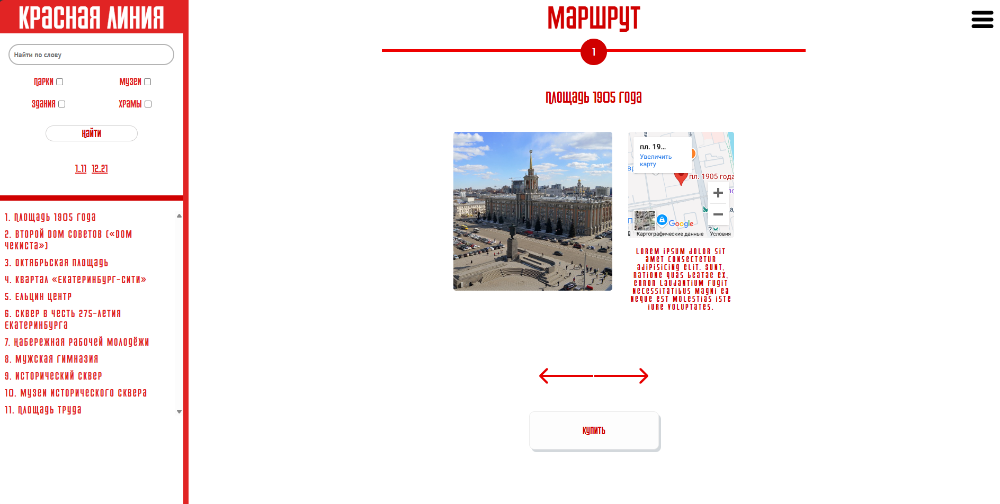 Красная линия
Найти по слову
Парки
Музеи
Здания
Храмы
Найти
1..11 12..21
1. Площадь 1905 года
2. Второй дом Советов («Дом
чекиста»)
3. Октябрьская площадь
4. Квартал «Екатеринбург-Сити»
5. Ельцин Центр
6. Сквер в честь 275-летия
Екатеринбурга
7. Набережная Рабочей молодёжи
8. Мужская гимназия
9. Исторический сквер
10. Музеи Исторического сквера
11. Площадь Труда
Маршрут
1
Площадь 1905 года
пл. 19...
Увеличить
карту
пл. 1905 года
Google
Картографические данные
Условия
Lorem ipsum dolor sit
amet consectetur
adipisicing elit. Sunt,
ratione quas beatae ex,
error laudantium fugit
necessitatibus magni ea
neque est molestias iste
iure voluptates.
Купить